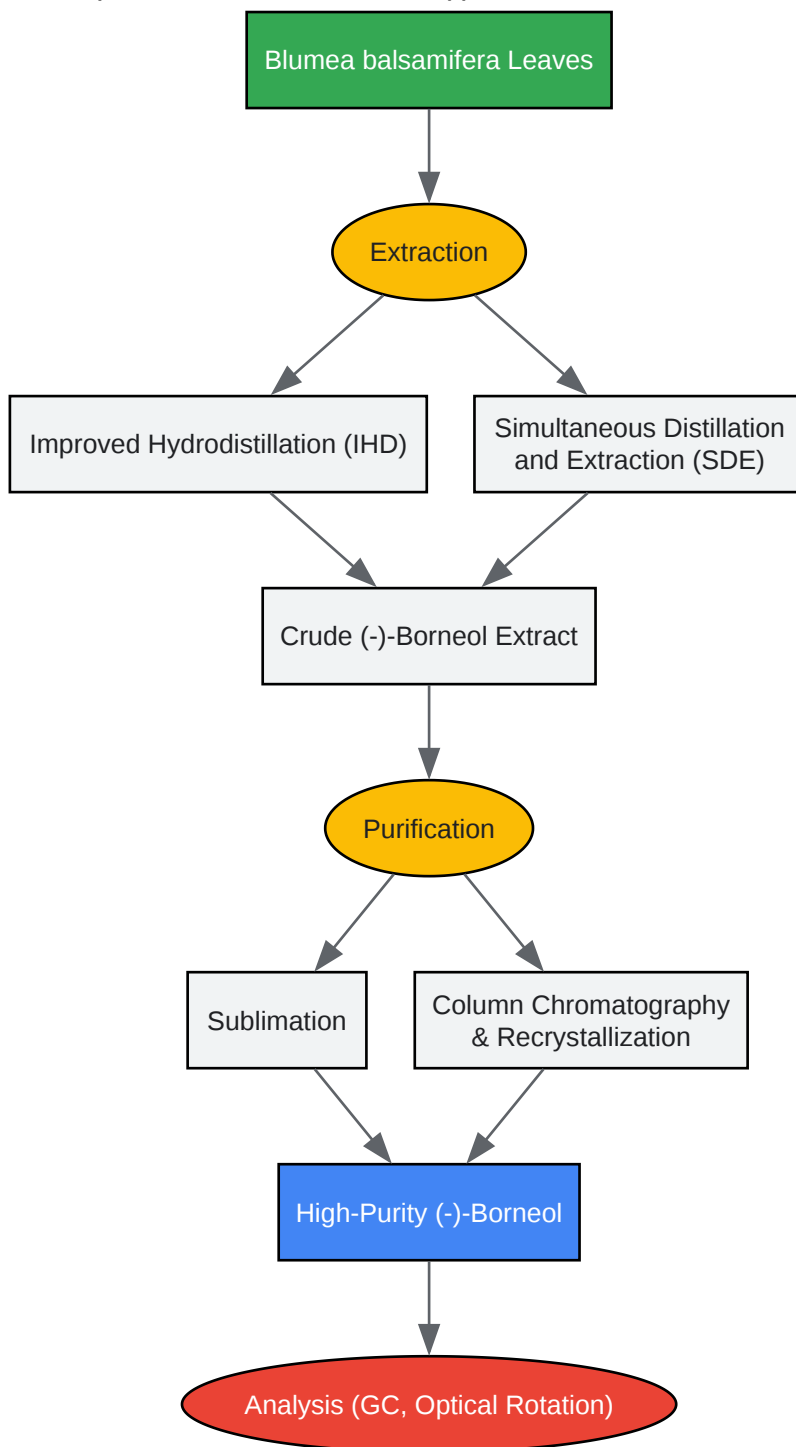 Blumea balsamifera Leaves
Extraction
Improved Hydrodistillation (IHD)
Simultaneous Distillation
and Extraction (SDE)
Crude (-)-Borneol Extract
Purification
Sublimation
Column Chromatography
& Recrystallization
High-Purity (-)-Borneol
Analysis (GC, Optical Rotation)